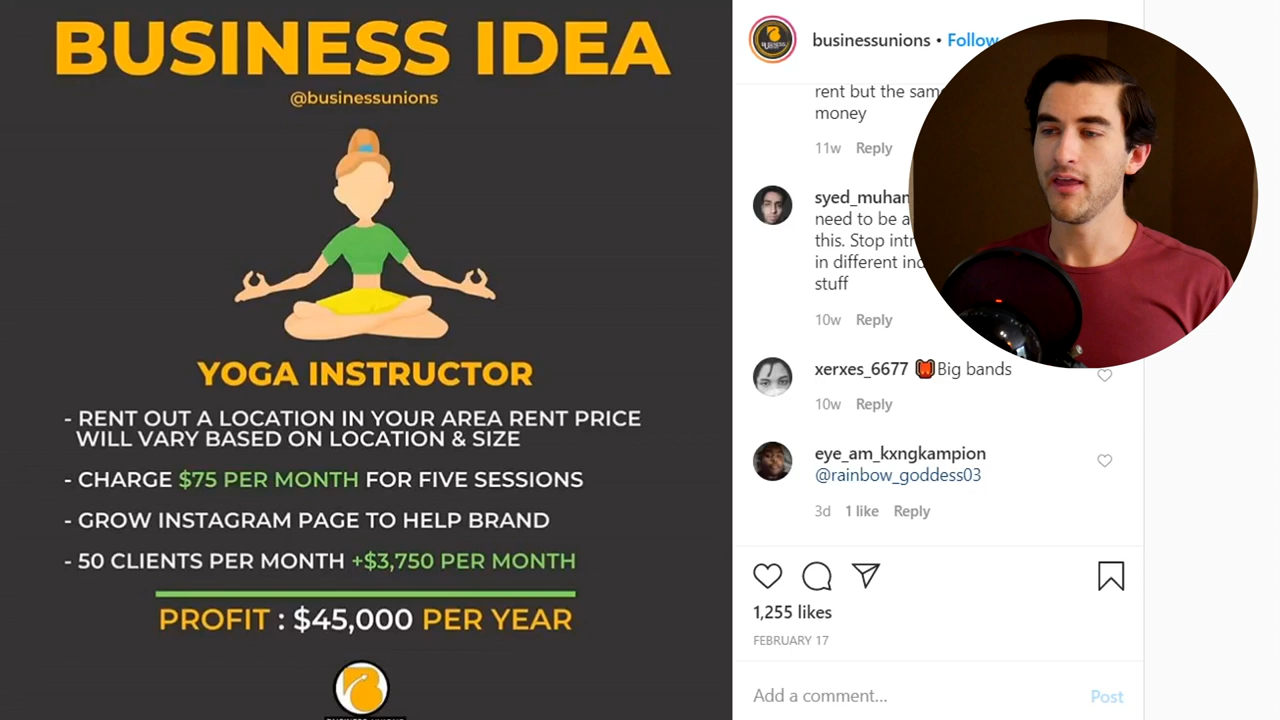 BUSINESS IDEA
@businessunions
YOGA INSTRUCTOR
- RENT OUT A LOCATION IN YOUR AREA RENT PRICE
WILL VARY BASED ON LOCATION & SIZE
- CHARGE $75 PER MONTH FOR FIVE SESSIONS
- GROW INSTAGRAM PAGE TO HELP BRAND
- 50 CLIENTS PER MONTH +$3,750 PER MONTH
PROFIT : $45,000 PER YEAR
businessunions • Follow
rent but the same
money
11w Reply
need to be a
this. Stop
in different
stuff
10w Reply
xerxes_6677 Big bands
10w Reply
eye_am_kxngkampion
@rainbow_goddess03
3d 1 like Reply
1,255 likes
FEBRUARY 17
Add a comment... Post